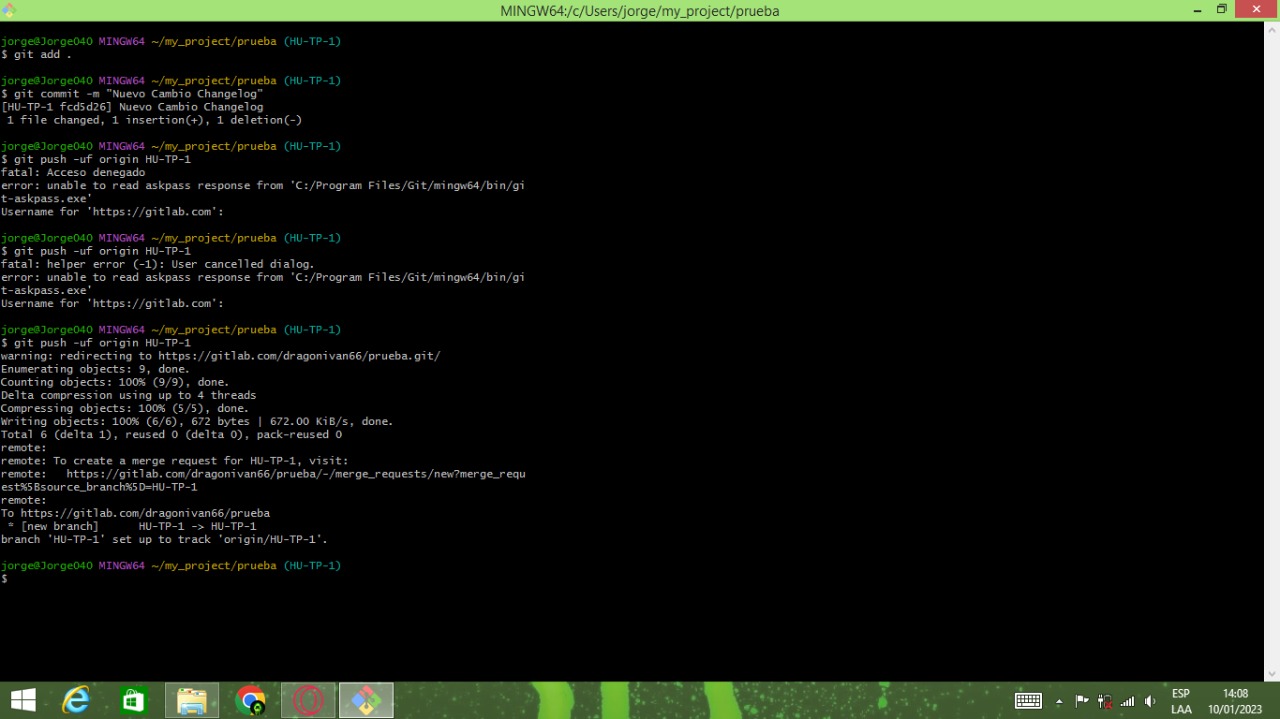 MINGW64:/c/Users/jorge/my_project/prueba
jorge@Jorge040 MINGW64 ~/my_project/prueba (HU-TP-1)
$ git add .
jorge@Jorge040 MINGW64 ~/my_project/prueba (HU-TP-1)
$ git commit -m "Nuevo Cambio Changelog"
[HU-TP-1 fcd5d26] Nuevo Cambio Changelog
1 file changed, 1 insertion(+), 1 deletion(-)
jorge@Jorge040 MINGW64 ~/my_project/prueba (HU-TP-1)
$ git push -uf origin HU-TP-1
fatal: Acceso denegado
error: unable to read askpass response from 'C:/Program Files/Git/mingw64/bin/gi
t-askpass.exe'
Username for 'https://gitlab.com':
jorge@Jorge040 MINGW64 ~/my_project/prueba (HU-TP-1)
$ git push -uf origin HU-TP-1
fatal: helper error (-1): User cancelled dialog.
error: unable to read askpass response from 'C:/Program Files/Git/mingw64/bin/gi
t-askpass.exe'
Username for 'https://gitlab.com':
jorge@Jorge040 MINGW64 ~/my_project/prueba (HU-TP-1)
$ git push -uf origin HU-TP-1
warning: redirecting to https://gitlab.com/dragonivan66/prueba.git/
Enumerating objects: 9, done.
Counting objects: 100% (9/9), done.
Delta compression using up to 4 threads
Compressing objects: 100% (5/5), done.
Writing objects: 100% (6/6), 672 bytes | 672.00 KiB/s, done.
Total 6 (delta 1), reused 0 (delta 0), pack-reused 0
remote:
remote: To create a merge request for HU-TP-1, visit:
remote:   https://gitlab.com/dragonivan66/prueba/-/merge_requests/new?merge_requ
est%5Bsource_branch%5D=HU-TP-1
remote:
To https://gitlab.com/dragonivan66/prueba
* [new branch]      HU-TP-1 -> HU-TP-1
branch 'HU-TP-1' set up to track 'origin/HU-TP-1'.
jorge@Jorge040 MINGW64 ~/my_project/prueba (HU-TP-1)
$
ESP 14:08
LAA 10/01/2023